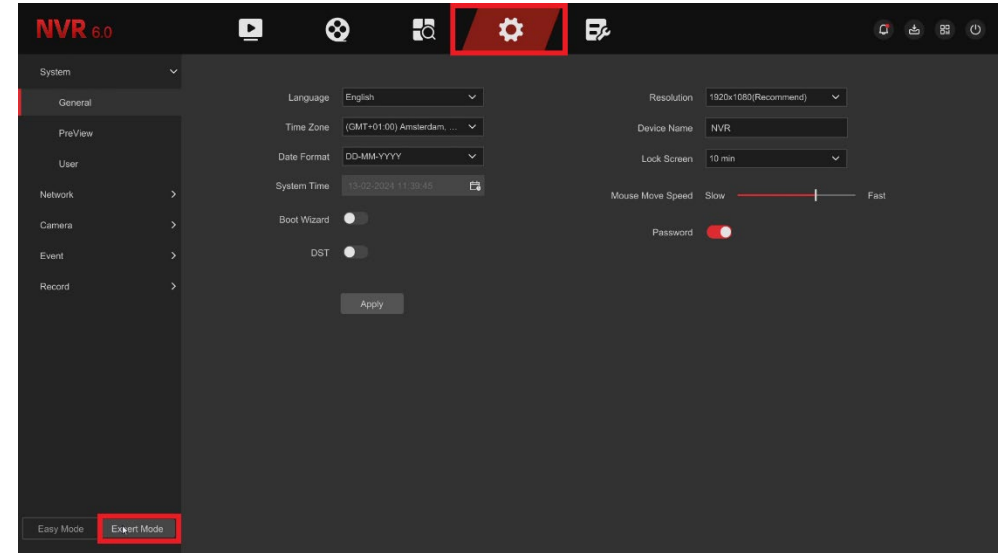 NVR 6.0
System
General
PreView
User
Network
Camera
Event
Record
Easy Mode
Expert Mode
Language English
Time Zone (GMT+01:00) Amsterdam, ...
Date Format DD-MM-YYYY
System Time 13-02-2024 11:39:46
Boot Wizard
DST
Apply
Resolution 1920x1080(Recommend)
Device Name NVR
Lock Screen 10 min
Mouse Move Speed Slow Fast
Password